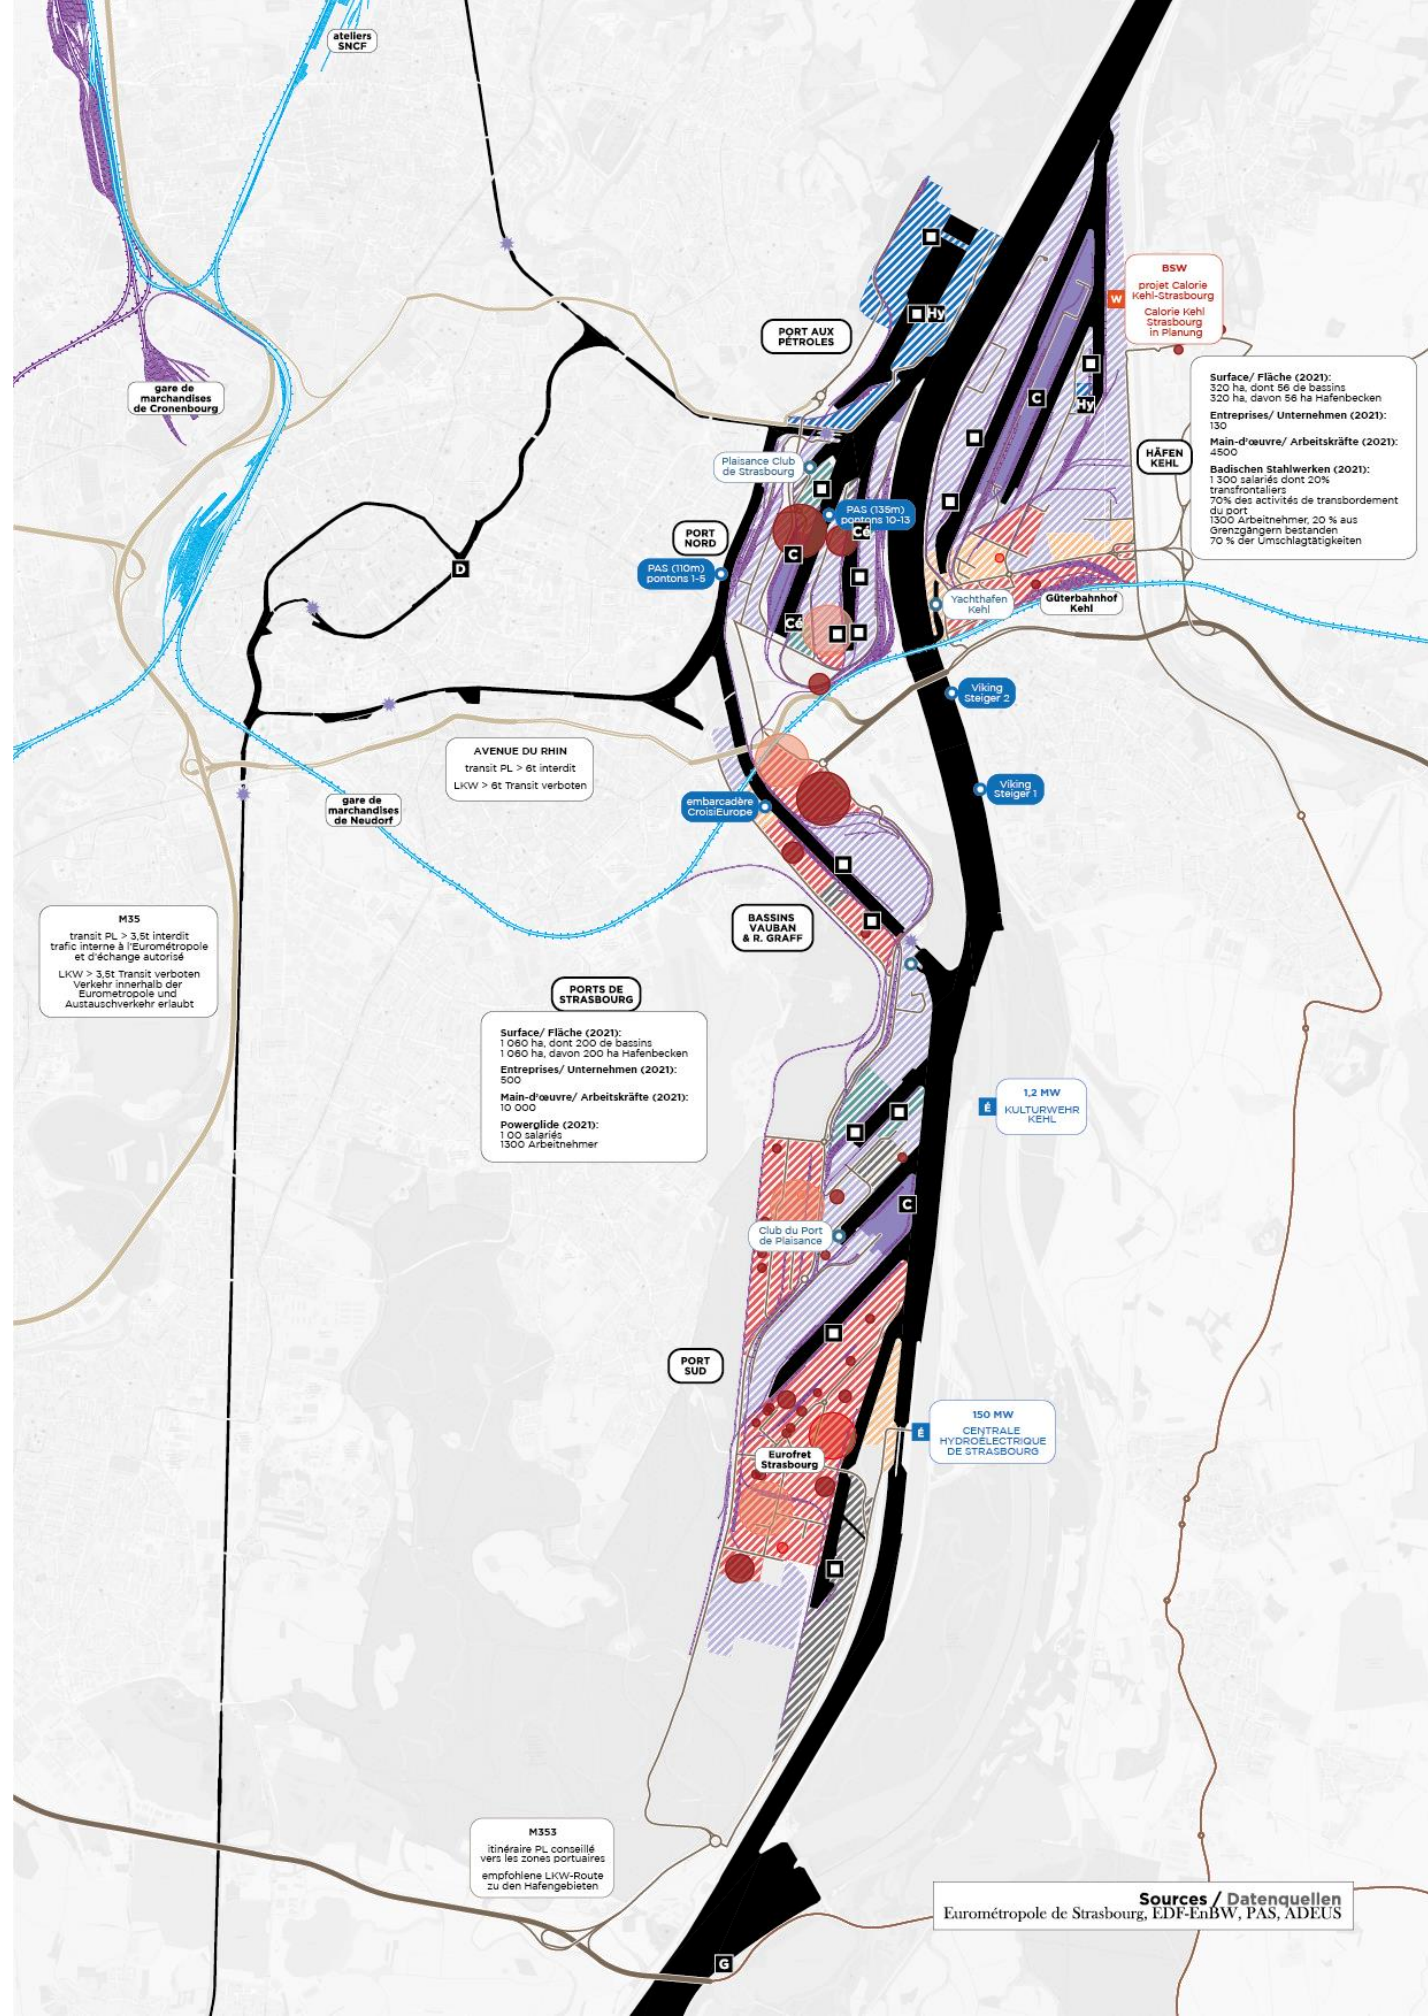 ateliers
SNCF
gare de
marchandises
de Cronenbourg
BSW
projet Calorie
Kehl-Strasbourg
Calorie Kehl
Strasbourg
in Planung
W
PORT AUX
PÉTROLES
Hy
C
Hy
Surface/ Fläche (2021):
320 ha, dont 56 de bassins
320 ha, davon 56 ha Hafenbecken
Entreprises/ Unternehmen (2021):
130
Main-d'œuvre/ Arbeitskräfte (2021):
4500
Badischen Stahlwerken (2021):
1 300 salariés dont 20%
transfrontaliers
70% des activités de transbordement
du port
1300 Arbeitnehmer, 20 % aus
Grenzgängern bestanden
70 % der Umschlagtätigkeiten
HÄFEN
KEHL
Plaisance Club
de Strasbourg
PAS (135m)
pontons 10-13
Cé
PORT
NORD
C
PAS (110m)
pontons 1-5
D
Cé
Yachthafen
Kehl
Güterbahnhof
Kehl
Viking
Steiger 2
AVENUE DU RHIN
transit PL > 6t interdit
LKW > 6t Transit verboten
Viking
Steiger 1
embarcadère
CroisiEurope
gare de
marchandises
de Neudorf
M35
transit PL > 3,5t interdit
trafic interne à l'Eurométropole
et d'échange autorisé
LKW > 3,5t Transit verboten
Verkehr innerhalb der
Eurometropole und
Austauschverkehr erlaubt
BASSINS
VAUBAN
& R. GRAFF
PORTS DE
STRASBOURG
Surface/ Fläche (2021):
1 060 ha, dont 200 de bassins
1 060 ha, davon 200 ha Hafenbecken
Entreprises/ Unternehmen (2021):
500
Main-d'œuvre/ Arbeitskräfte (2021):
10 000
Powerglide (2021):
1 00 salariés
1300 Arbeitnehmer
É
1,2 MW
KULTURWEHR
KEHL
C
Club du Port
de Plaisance
PORT
SUD
É
150 MW
CENTRALE
HYDROÉLECTRIQUE
DE STRASBOURG
Eurofret
Strasbourg
M353
itinéraire PL conseillé
vers les zones portuaires
empfohlene LKW-Route
zu den Hafengebieten
Sources / Datenquellen
Eurométropole de Strasbourg, EDF-EnBW, PAS, ADEUS
G